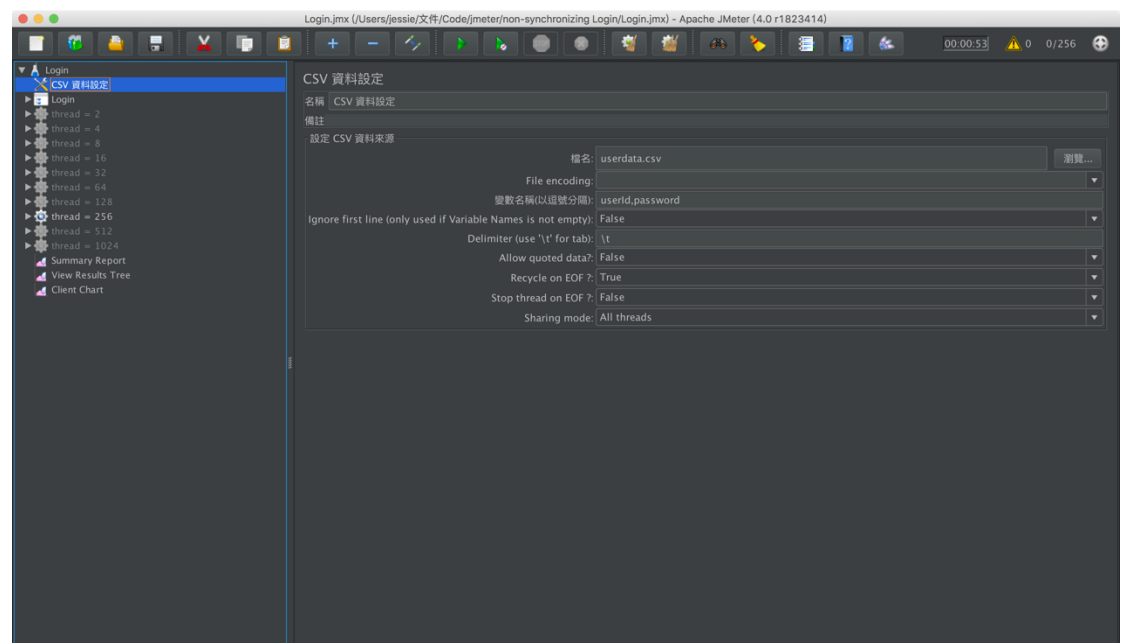 Login.jmx (/Users/jessie/文件/Code/jmeter/non-synchronizing Login/Login.jmx) - Apache JMeter (4.0 r1823414)
00:00:53 0 0/256
Login
CSV 資料設定
Login
thread = 2
thread = 4
thread = 8
thread = 16
thread = 32
thread = 64
thread = 128
thread = 256
thread = 512
thread = 1024
Summary Report
View Results Tree
Client Chart
CSV 資料設定
名稱 CSV 資料設定
備註
設定 CSV 資料來源
檔名: userdata.csv 瀏覽...
File encoding:
變數名稱(以逗號分隔): userId,password
Ignore first line (only used if Variable Names is not empty): False
Delimiter (use '\t' for tab): \t
Allow quoted data?: False
Recycle on EOF ?: True
Stop thread on EOF ?: False
Sharing mode: All threads